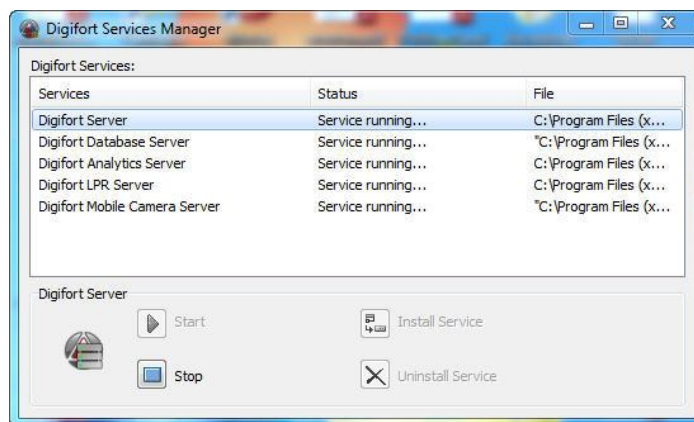 Digifort Services Manager
Digifort Services:
Services Status File
Digifort Server Service running... C:\Program Files (x...
Digifort Database Server Service running... "C:\Program Files (x...
Digifort Analytics Server Service running... C:\Program Files (x...
Digifort LPR Server Service running... C:\Program Files (x...
Digifort Mobile Camera Server Service running... "C:\Program Files (x...
Digifort Server
Start Install Service
Stop Uninstall Service